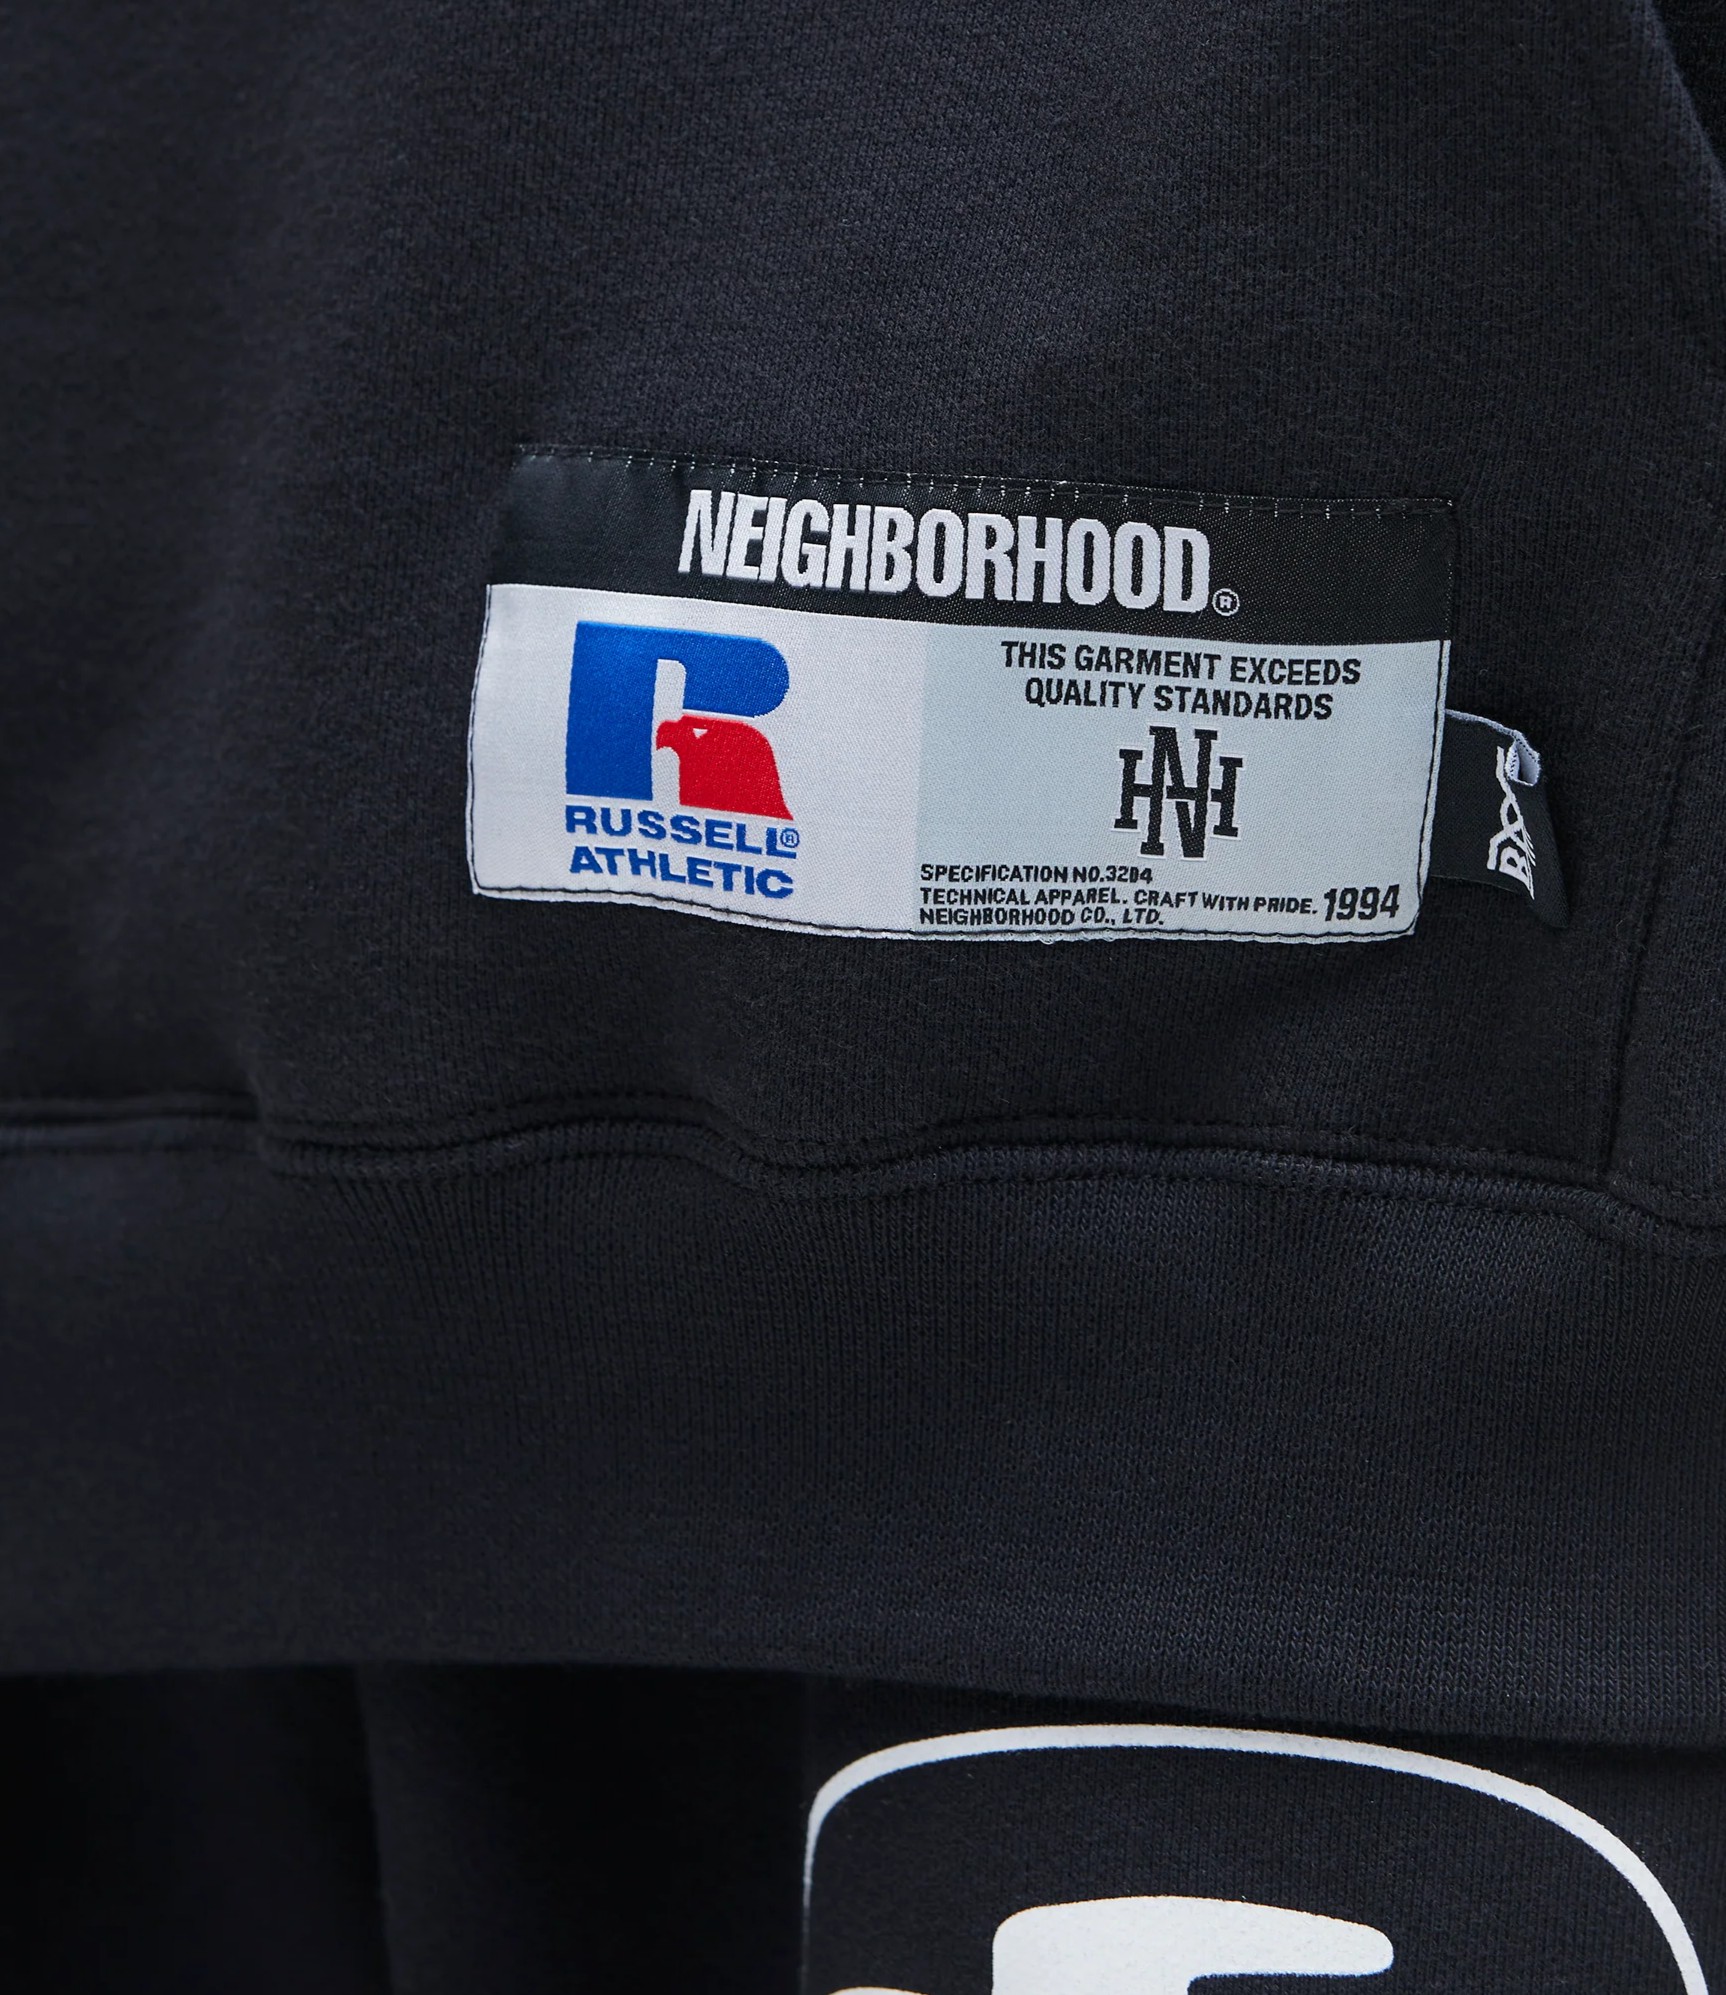 NEIGHBORHOOD®
RUSSELL®
ATHLETIC
THIS GARMENT EXCEEDS
QUALITY STANDARDS
NH
SPECIFICATION NO.3204
TECHNICAL APPAREL. CRAFT WITH PRIDE. 1994
NEIGHBORHOOD CO., LTD.